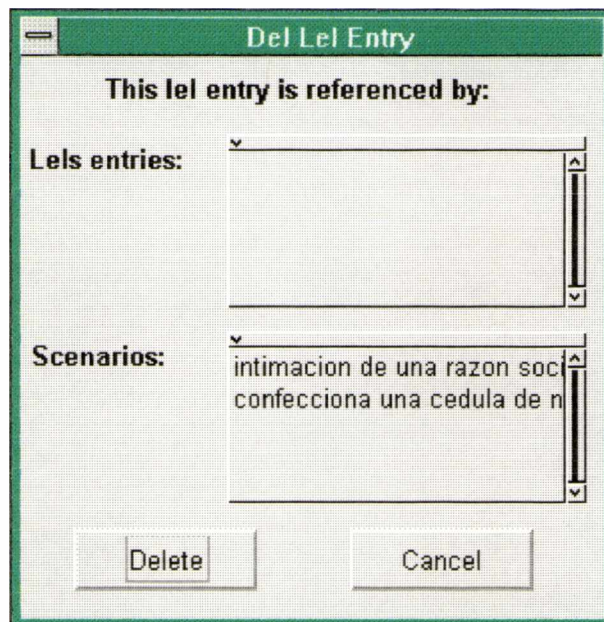 Del Lel Entry
This lel entry is referenced by:
Lels entries:
Scenarios:
intimacion de una razon soci
confecciona una cedula de n
Delete
Cancel